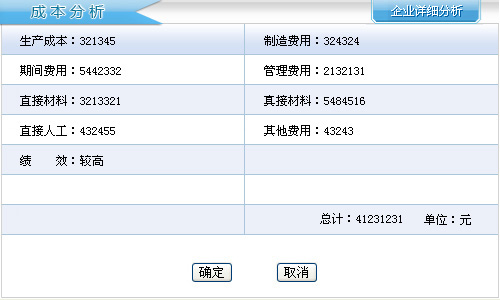 成本分析 企业详细分析
生产成本：321345 制造费用：324324
期间费用：5442332 管理费用：2132131
直接材料：3213321 真接材料：5484516
直接人工：432455 其他费用：43243
绩 效：较高
总计：41231231 单位：元
确定 取消